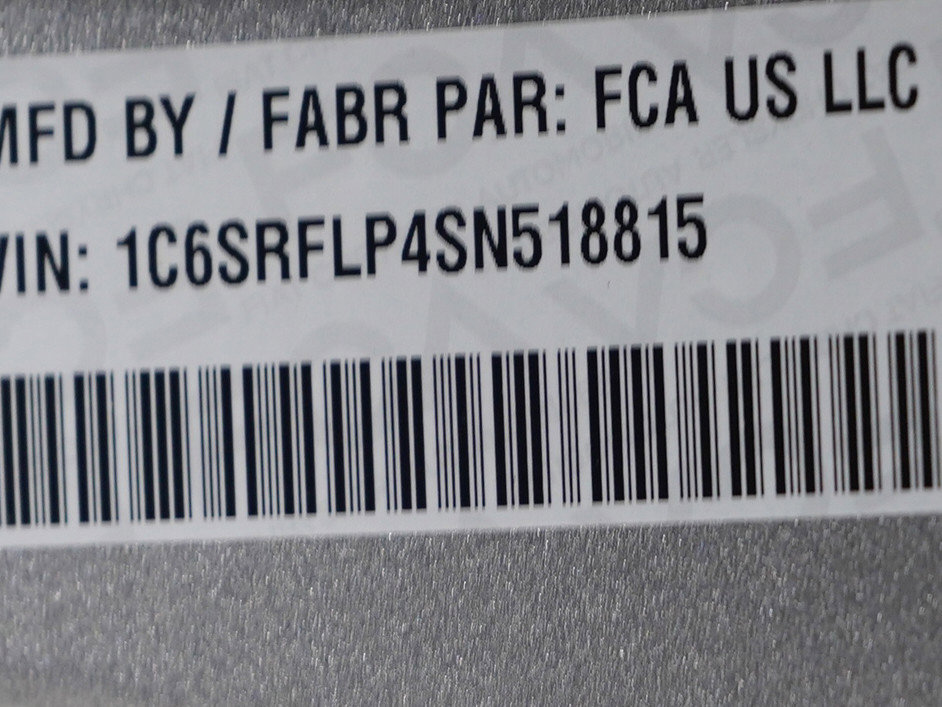 MFD BY / FABR PAR: FCA US LLC
VIN: 1C6SRFLP4SN518815